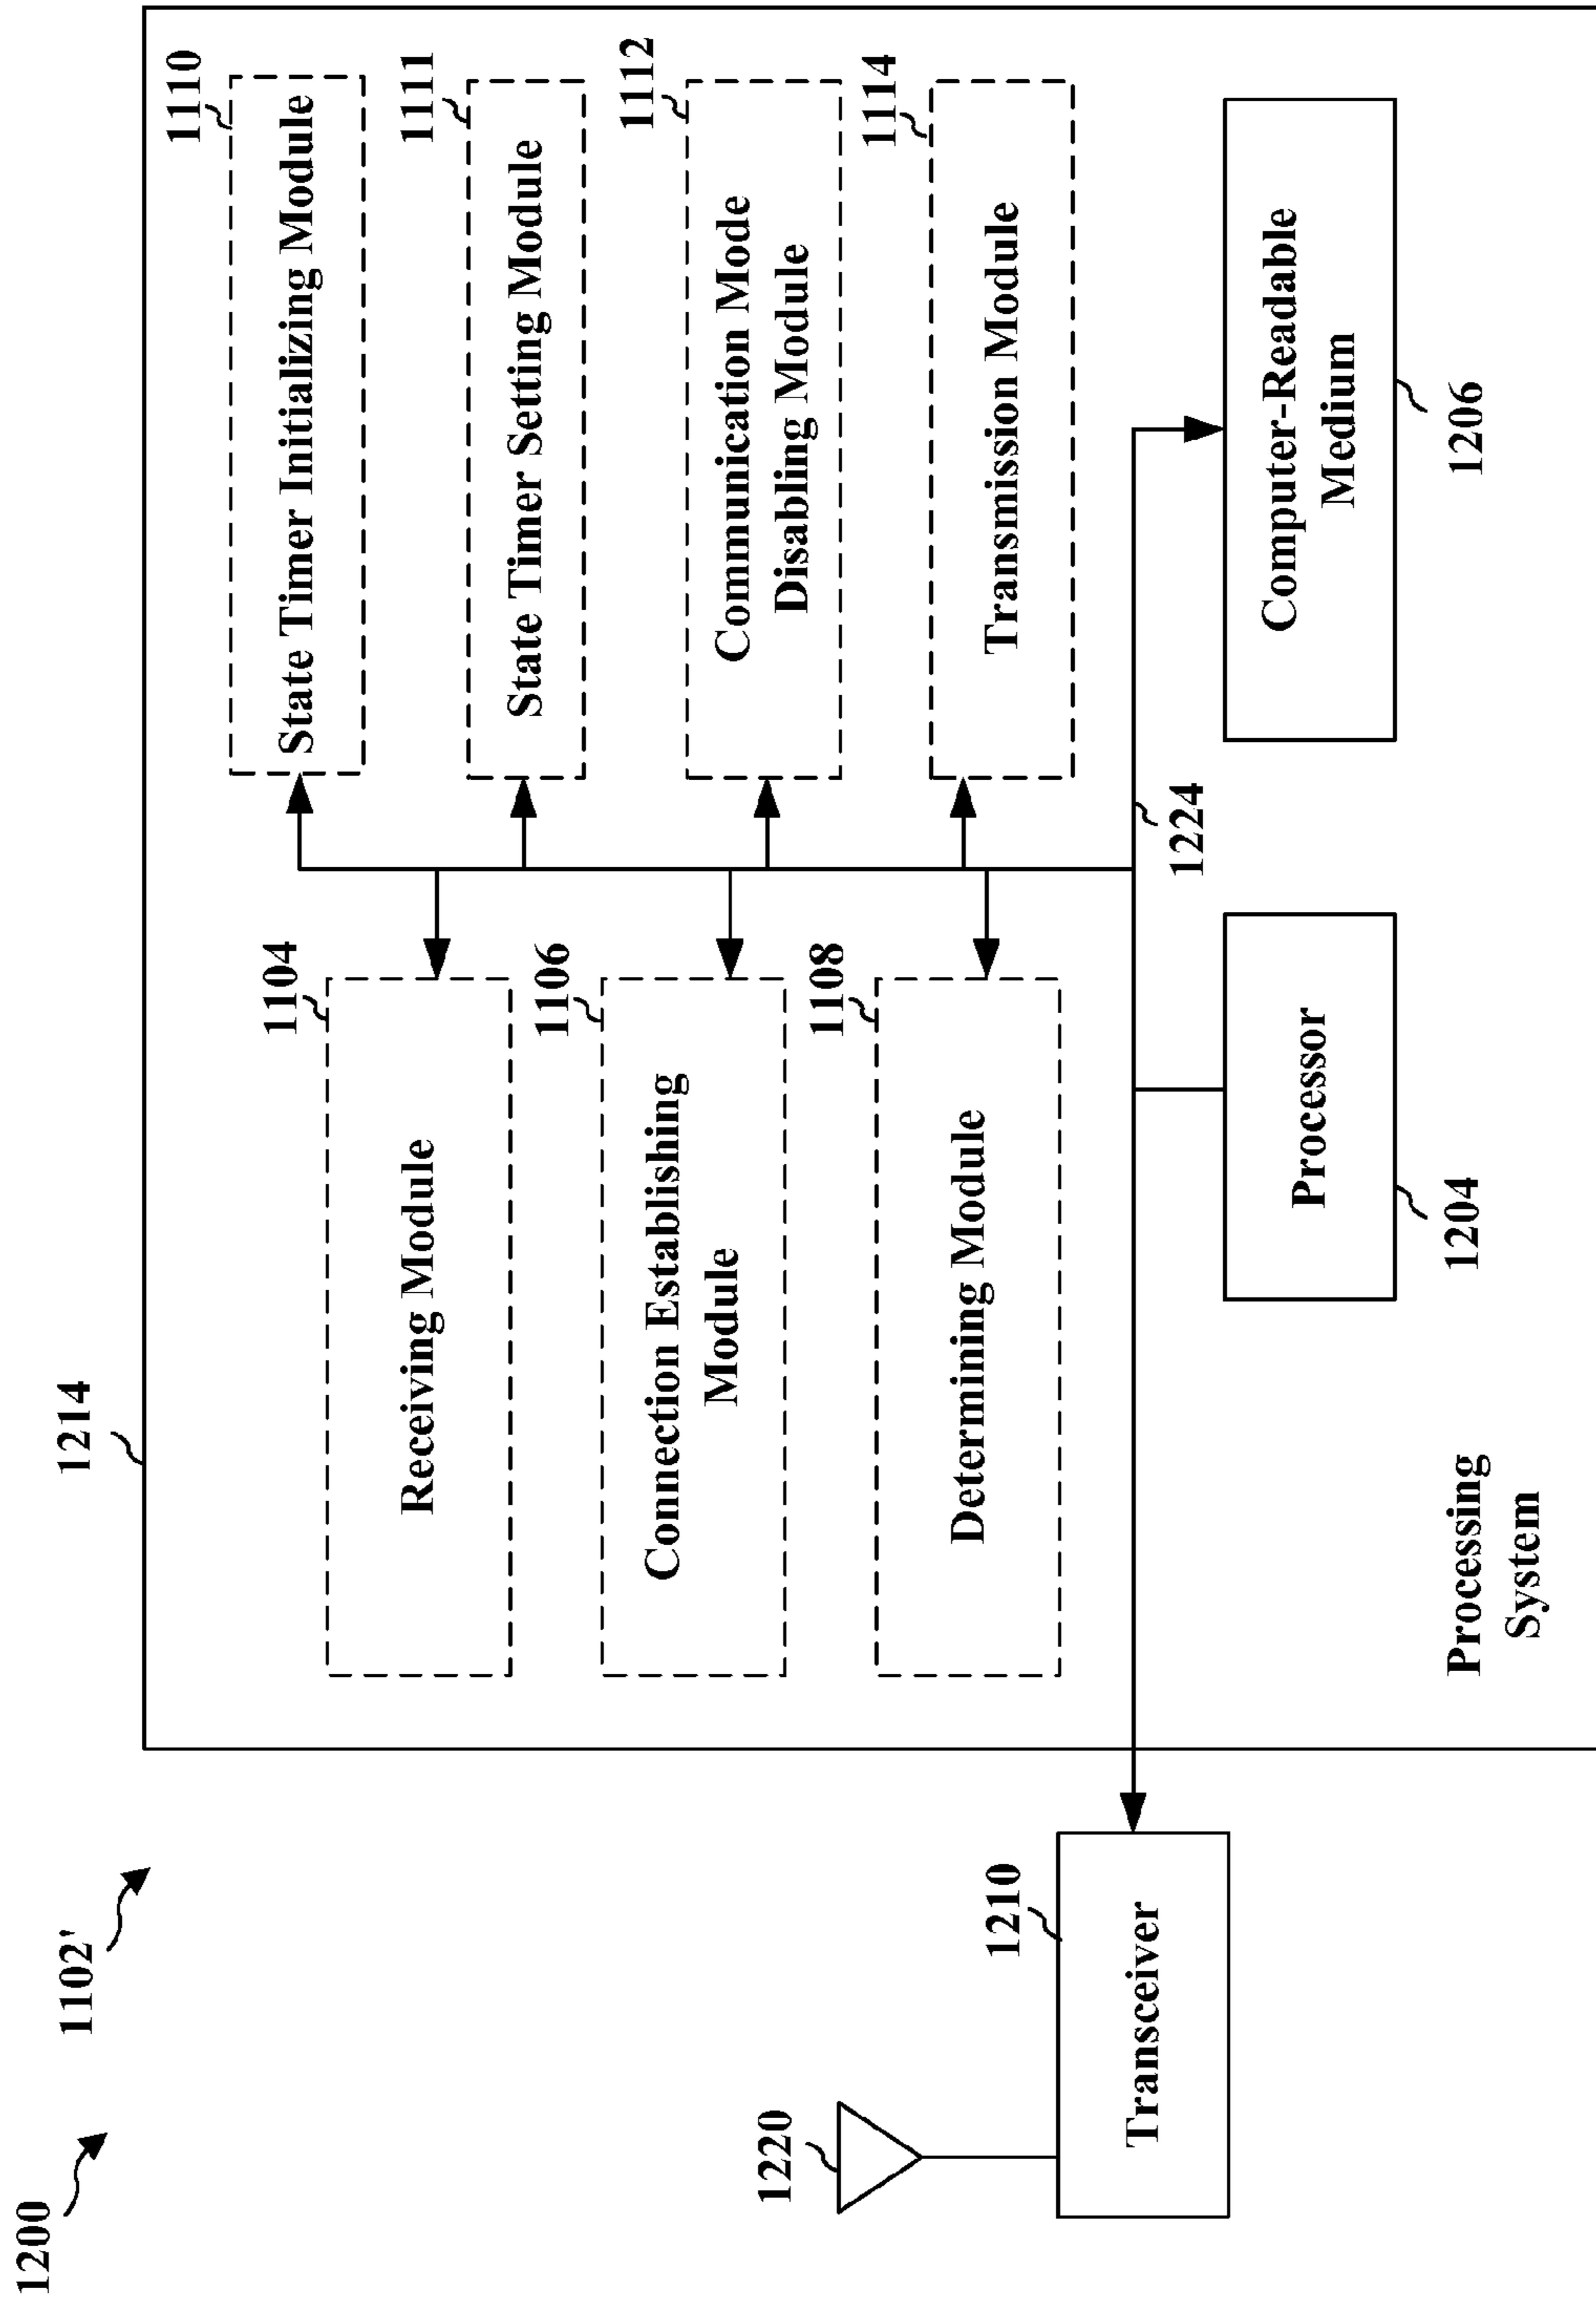 1200
1102'
1214
1220
1210
Transceiver
1104
Receiving Module
1106
Connection Establishing
Module
1108
Determining Module
1110
State Timer Initializing Module
1111
State Timer Setting Module
1112
Communication Mode
Disabling Module
1114
Transmission Module
1224
Processor
1204
Computer-Readable
Medium
1206
Processing
System